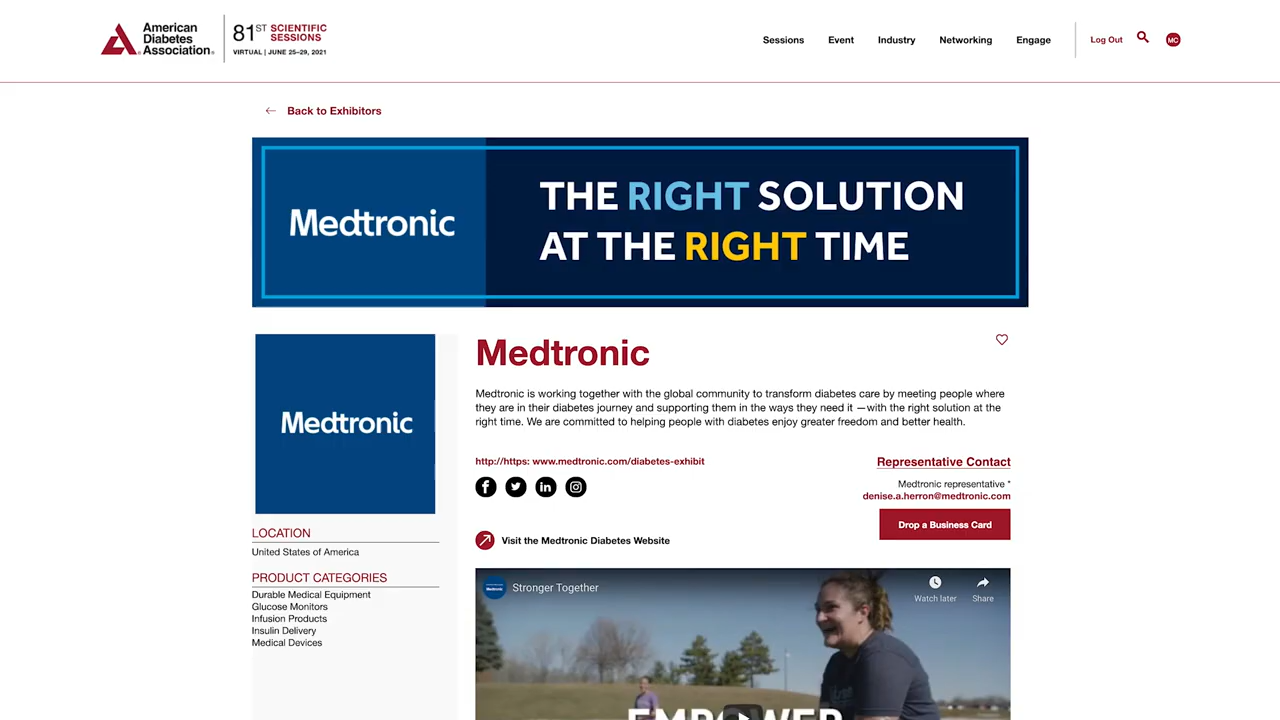 American
Diabetes
Association®
81ST SCIENTIFIC
SESSIONS
VIRTUAL | JUNE 25–29, 2021
Sessions
Event
Industry
Networking
Engage
Log Out
MC
← Back to Exhibitors
Medtronic
THE RIGHT SOLUTION
AT THE RIGHT TIME
Medtronic
LOCATION
United States of America
PRODUCT CATEGORIES
Durable Medical Equipment
Glucose Monitors
Infusion Products
Insulin Delivery
Medical Devices
Medtronic
Medtronic is working together with the global community to transform diabetes care by meeting people where
they are in their diabetes journey and supporting them in the ways they need it —with the right solution at the
right time. We are committed to helping people with diabetes enjoy greater freedom and better health.
http://https: www.medtronic.com/diabetes-exhibit
Representative Contact
Medtronic representative *
denise.a.herron@medtronic.com
Drop a Business Card
Visit the Medtronic Diabetes Website
Medtronic
Stronger Together
Watch later
Share
EMPOWER